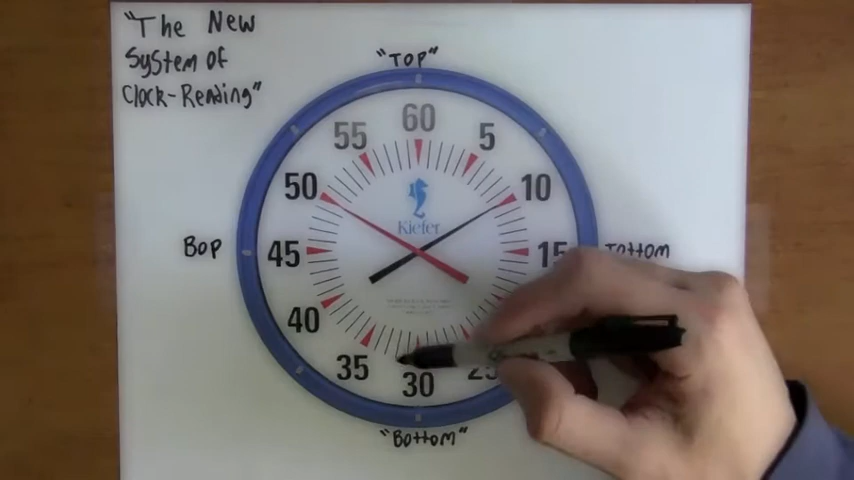 "The New
System of
Clock-Reading"
"TOP"
60
55
5
50
10
Kiefer
Bop
45
15
Tottom
40
35
30
25
"Bottom"